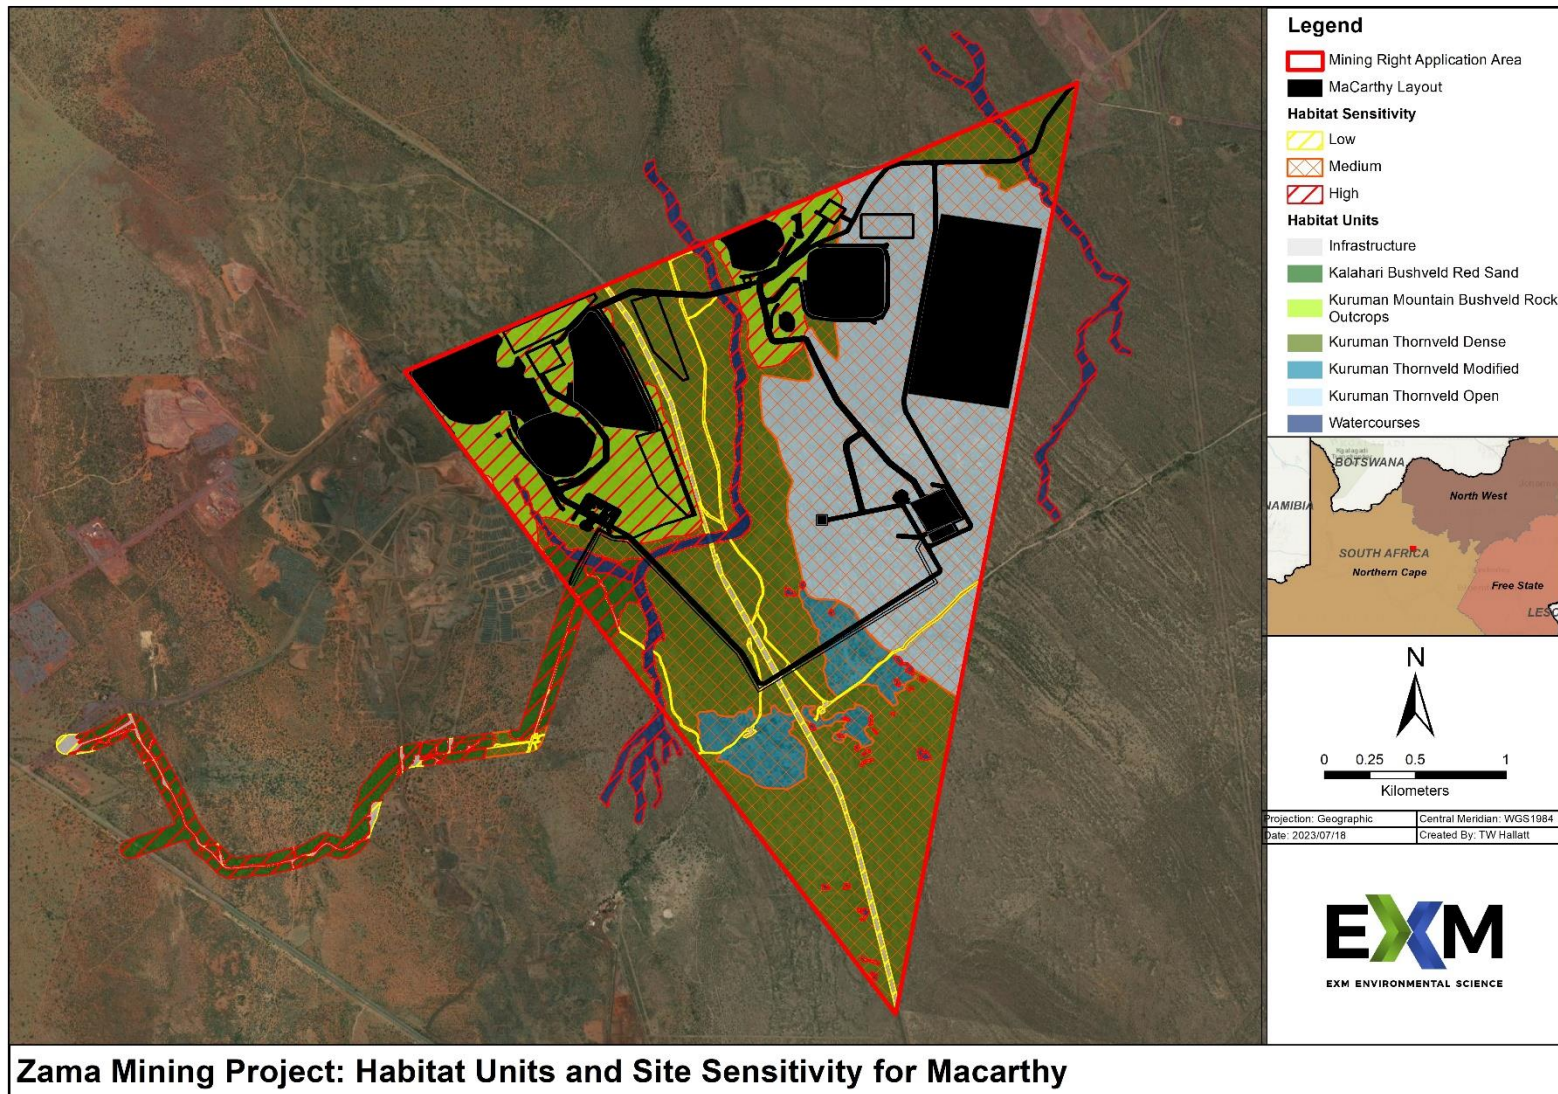 Legend
Mining Right Application Area
MaCarthy Layout
Habitat Sensitivity
Low
Medium
High
Habitat Units
Infrastructure
Kalahari Bushveld Red Sand
Kuruman Mountain Bushveld Rock
Outcrops
Kuruman Thornveld Dense
Kuruman Thornveld Modified
Kuruman Thornveld Open
Watercourses
BOTSWANA
NAMIBIA
North West
SOUTH AFRICA
Northern Cape
Free State
LESO
N
0 0.25 0.5 1
Kilometers
Projection: Geographic Central Meridian: WGS1984
Date: 2023/07/18 Created By: TW Hallatt
EXM
EXM ENVIRONMENTAL SCIENCE
Zama Mining Project: Habitat Units and Site Sensitivity for Macarthy